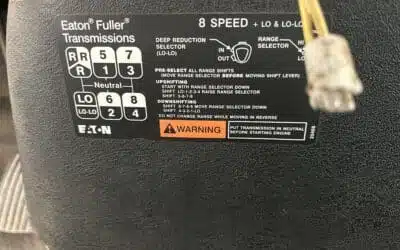 Eaton® Fuller®
Transmissions
8 SPEED + LO & LO-LO
DEEP REDUCTION
SELECTOR
(LO-LO)
IN
OUT
RANGE
SELECTOR
HI
LO
R R 5 7
R 1 3
Neutral
LO 6 8
LO-LO 2 4
EATON
PRE-SELECT ALL RANGE SHIFTS
(MOVE RANGE SELECTOR BEFORE MOVING SHIFT LEVER)
UPSHIFTING
START WITH RANGE SELECTOR DOWN
SHIFT LO-1-2-3-4 RAISE RANGE SELECTOR
SHIFT 5-6-7-8
DOWNSHIFTING
SHIFT 8-7-6-5 MOVE RANGE SELECTOR DOWN
SHIFT 4-3-2-1-LO
DO NOT CHANGE RANGE WHILE MOVING IN REVERSE
WARNING
PUT TRANSMISSION IN NEUTRAL
BEFORE STARTING ENGINE